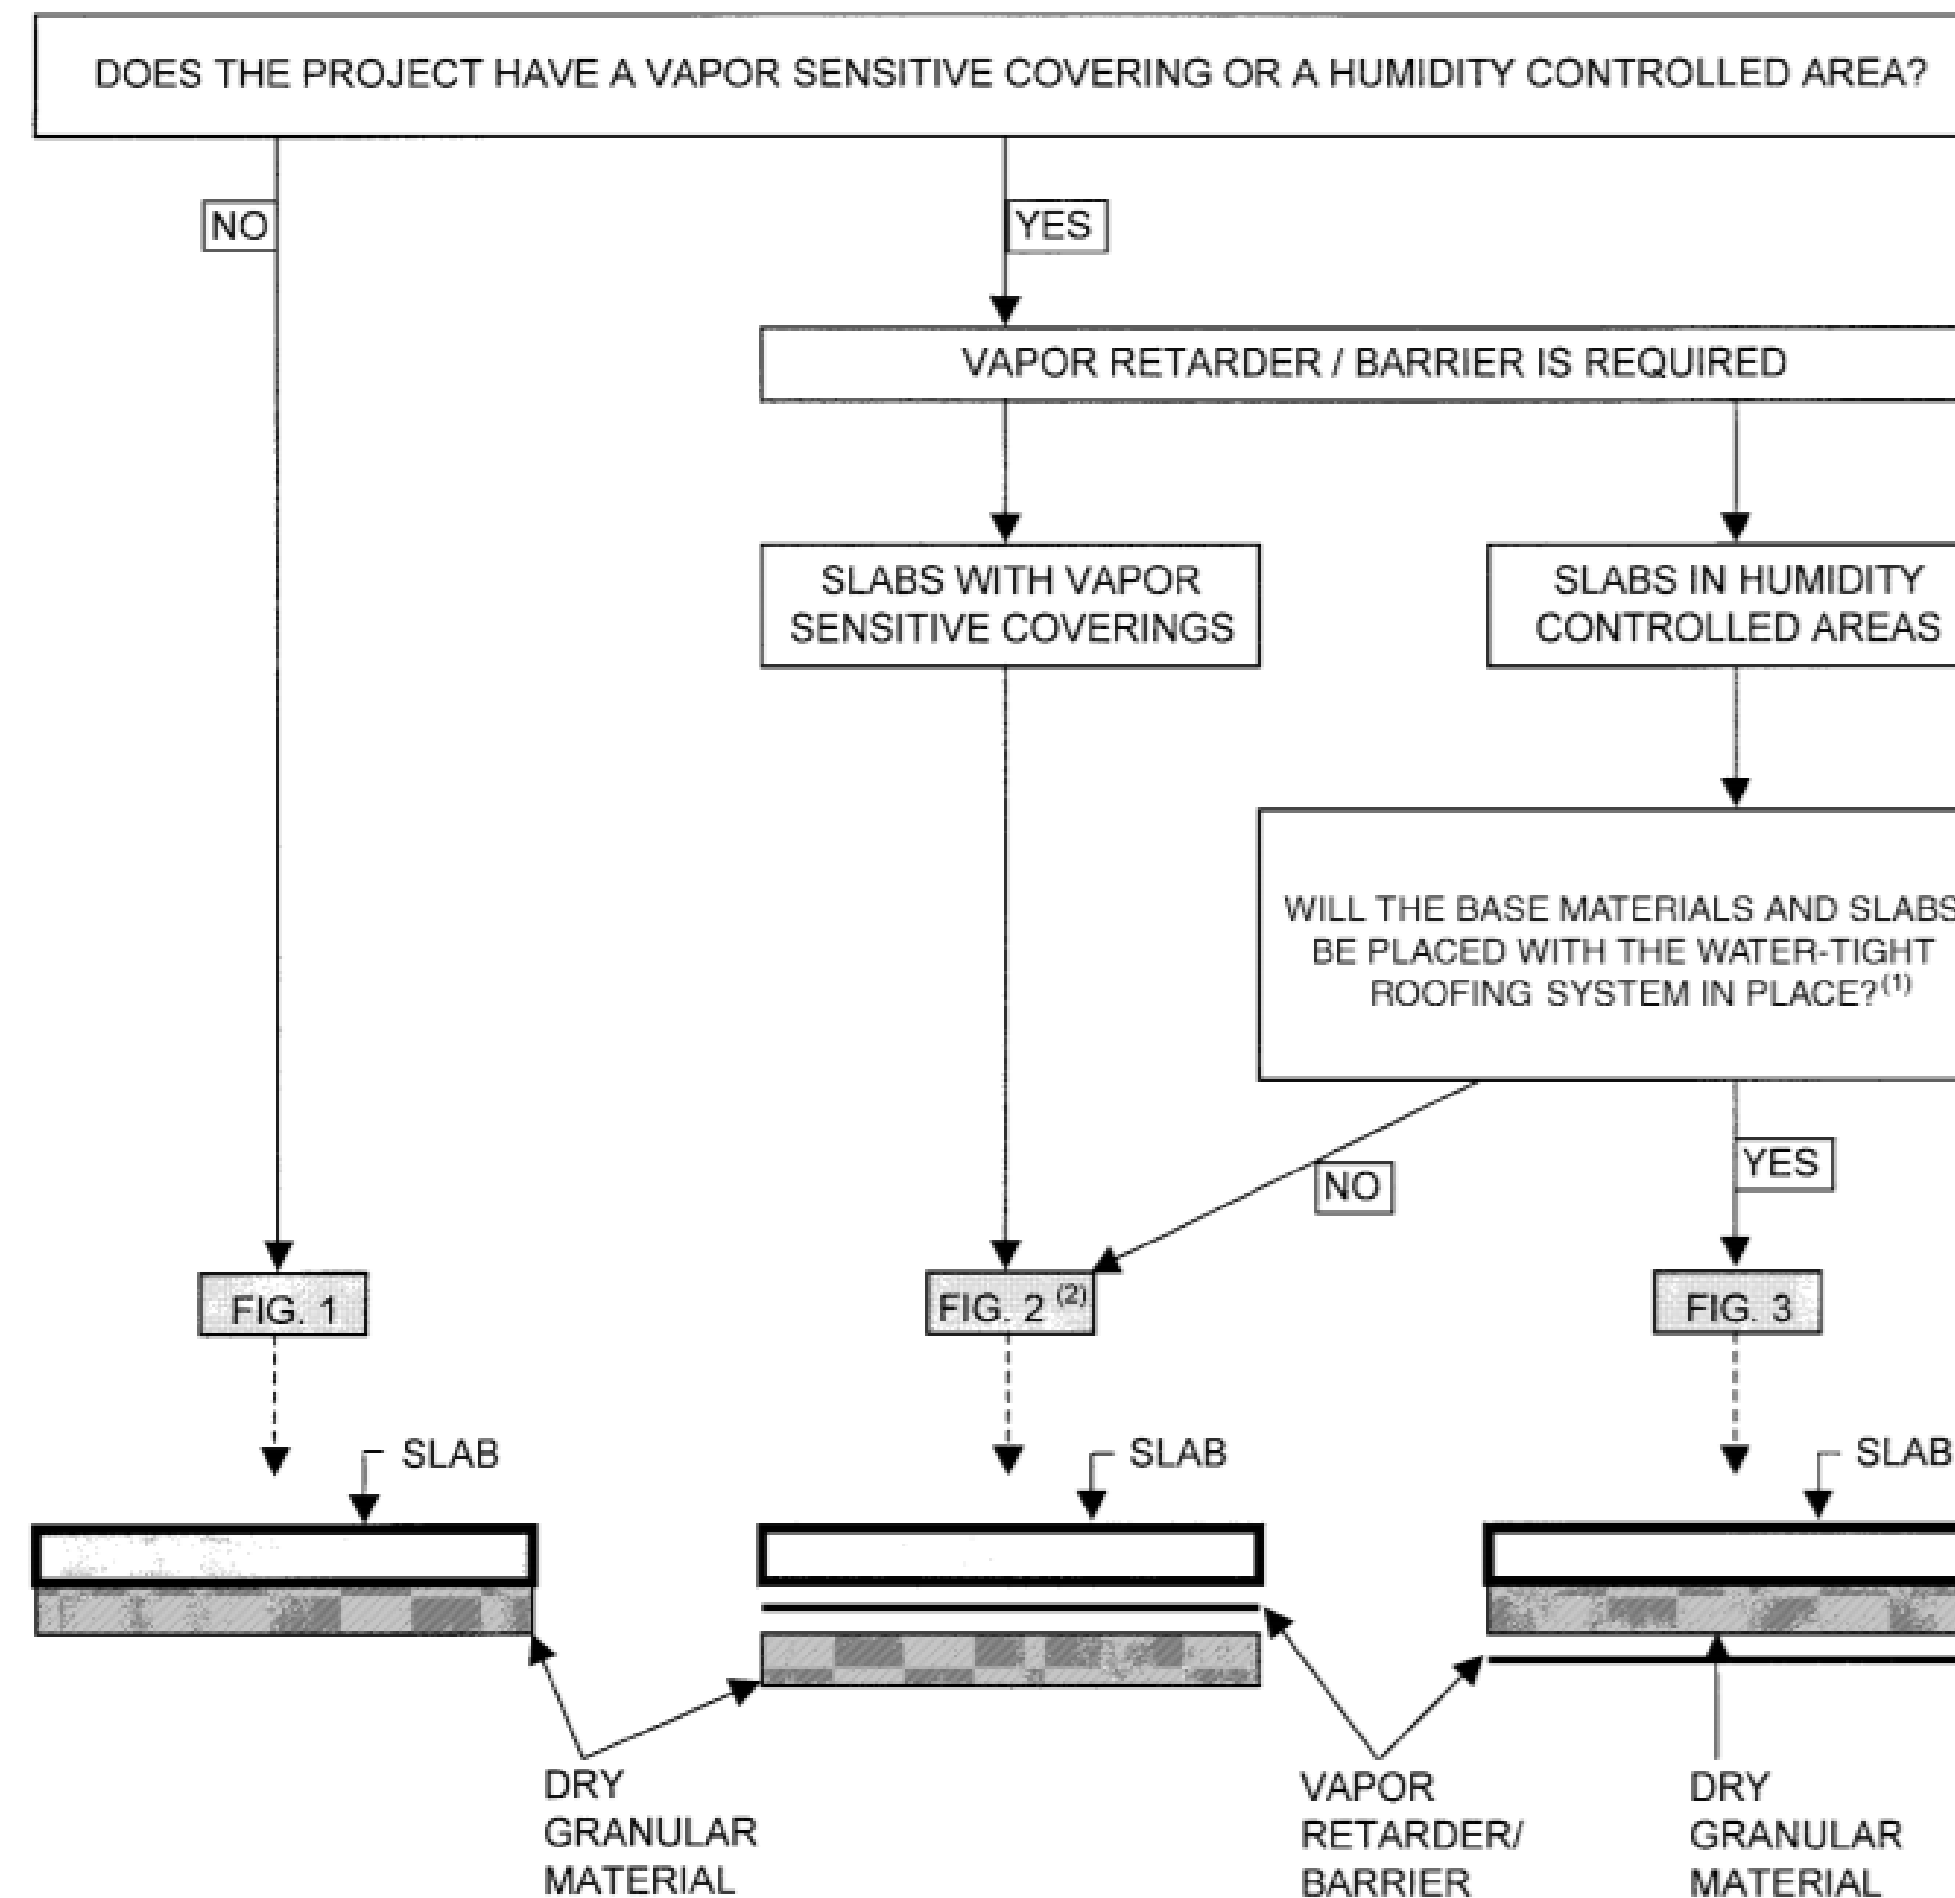 DOES THE PROJECT HAVE A VAPOR SENSITIVE COVERING OR A HUMIDITY CONTROLLED AREA?
NO
YES
VAPOR RETARDER / BARRIER IS REQUIRED
SLABS WITH VAPOR
SENSITIVE COVERINGS
SLABS IN HUMIDITY
CONTROLLED AREAS
WILL THE BASE MATERIALS AND SLABS
BE PLACED WITH THE WATER-TIGHT
ROOFING SYSTEM IN PLACE?(1)
NO
YES
FIG. 1
FIG. 2 (2)
FIG. 3
SLAB
SLAB
SLAB
DRY
GRANULAR
MATERIAL
VAPOR
RETARDER/
BARRIER
DRY
GRANULAR
MATERIAL